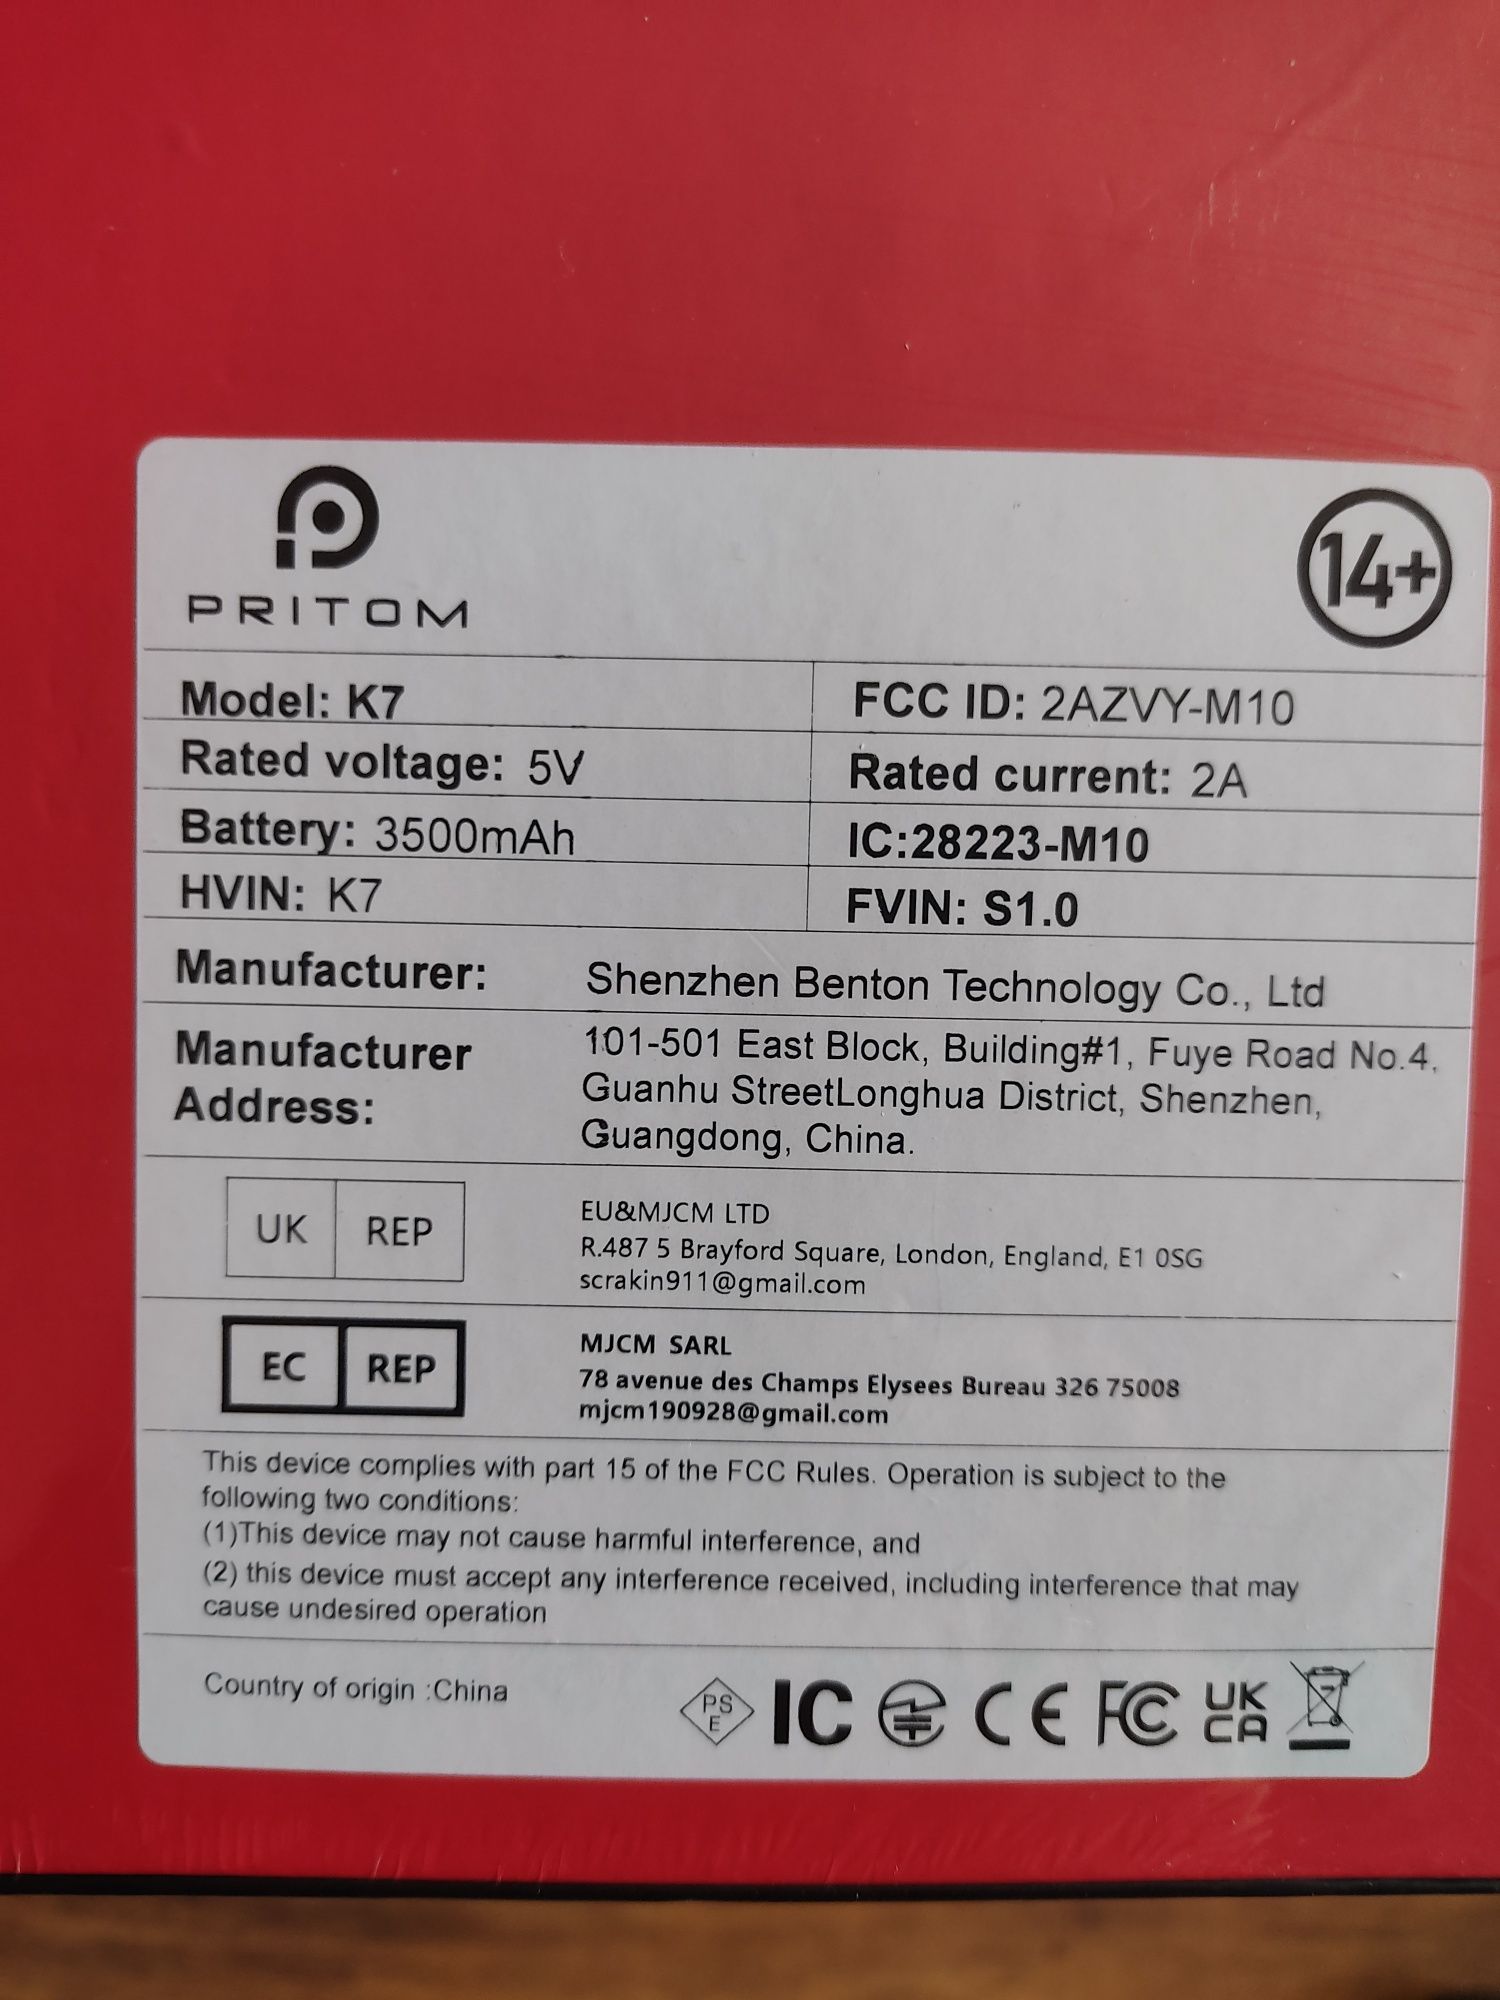 PRITOM
14+
Model: K7
FCC ID: 2AZVY-M10
Rated voltage: 5V
Rated current: 2A
Battery: 3500mAh
IC:28223-M10
HVIN: K7
FVIN: S1.0
Manufacturer: Shenzhen Benton Technology Co., Ltd
Manufacturer
Address:
101-501 East Block, Building#1, Fuye Road No.4,
Guanhu StreetLonghua District, Shenzhen,
Guangdong, China.
UK REP
EU&MJCM LTD
R.487 5 Brayford Square, London, England, E1 0SG
scrakin911@gmail.com
EC REP
MJCM SARL
78 avenue des Champs Elysees Bureau 326 75008
mjcm190928@gmail.com
This device complies with part 15 of the FCC Rules. Operation is subject to the
following two conditions:
(1)This device may not cause harmful interference, and
(2) this device must accept any interference received, including interference that may
cause undesired operation
Country of origin :China
PS
E
IC
CE
FCC
UK
CA